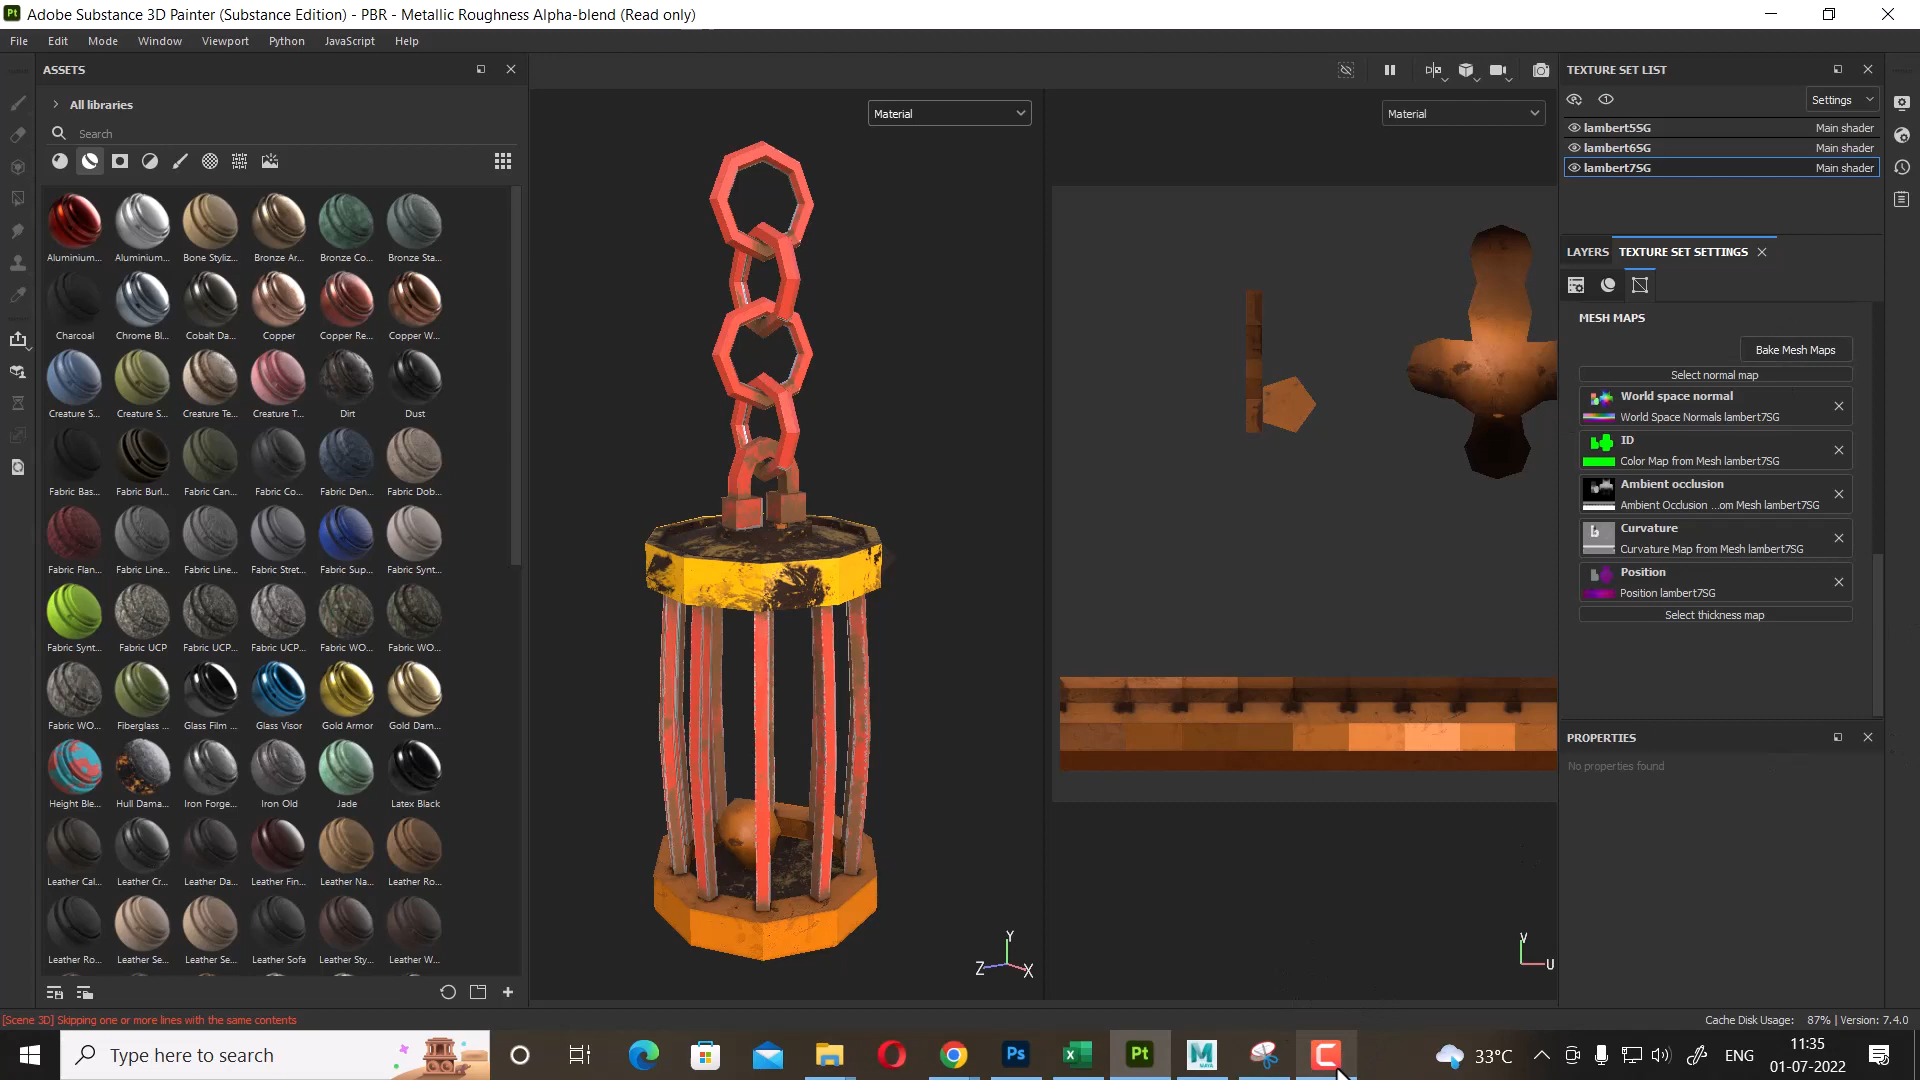 Pt Adobe Substance 3D Painter (Substance Edition) - PBR - Metallic Roughness Alpha-blend (Read only)
File Edit Mode Window Viewport Python JavaScript Help
ASSETS
All libraries
Search
Aluminium... Aluminium... Bone Styliz... Bronze Ar... Bronze Co... Bronze Sta...
Charcoal Chrome Bl... Cobalt Da... Copper Copper Re... Copper W...
Creature S... Creature S... Creature Te... Creature T... Dirt Dust
Fabric Bas... Fabric Burl... Fabric Can... Fabric Co... Fabric Den... Fabric Dob...
Fabric Flan... Fabric Line... Fabric Line... Fabric Stret... Fabric Sup... Fabric Synt...
Fabric Synt... Fabric UCP Fabric UCP... Fabric UCP... Fabric WO... Fabric WO...
Fabric WO... Fiberglass ... Glass Film ... Glass Visor Gold Armor Gold Dam...
Height Ble... Hull Dama... Iron Forge... Iron Old Jade Latex Black
Leather Cal... Leather Cr... Leather Da... Leather Fin... Leather Na... Leather Ro...
Leather Ro... Leather Se... Leather Se... Leather Sofa Leather Sty... Leather W...
Material
Y
Z
X
Material
V
U
TEXTURE SET LIST
Settings
lambert5SG Main shader
lambert6SG Main shader
lambert7SG Main shader
LAYERS TEXTURE SET SETTINGS
MESH MAPS
Bake Mesh Maps
Select normal map
World space normal
World Space Normals lambert7SG
ID
Color Map from Mesh lambert7SG
Ambient occlusion
Ambient Occlusion ...om Mesh lambert7SG
Curvature
Curvature Map from Mesh lambert7SG
Position
Position lambert7SG
Select thickness map
PROPERTIES
No properties found
[Scene 3D] Skipping one or more lines with the same contents
Cache Disk Usage: 87% | Version: 7.4.0
Type here to search
Ps
Pt
M
MAYA
C
33°C
ENG
11:35
01-07-2022